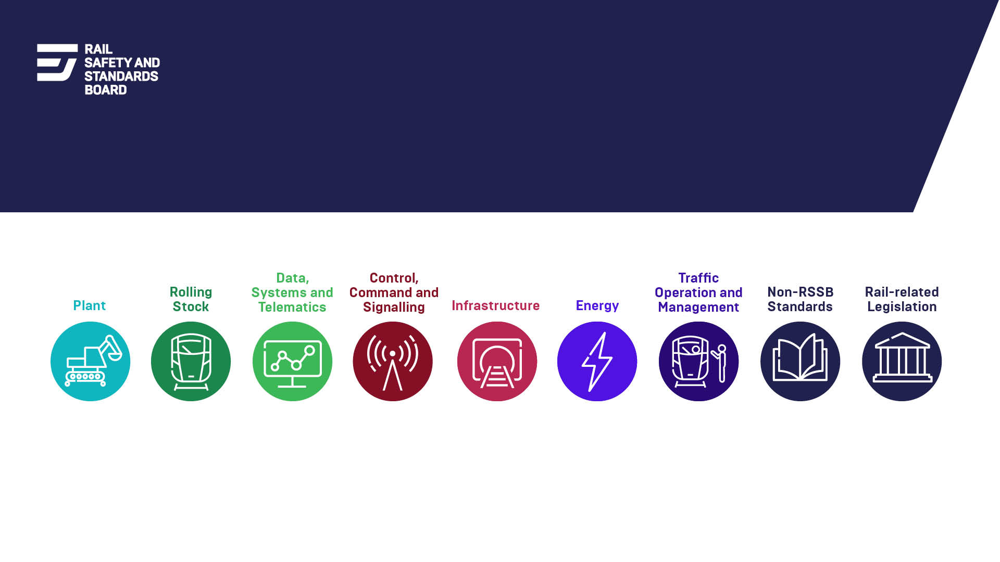 RAIL
SAFETY AND
STANDARDS
BOARD
Plant
Rolling
Stock
Data,
Systems and
Telematics
Control,
Command and
Signalling
Infrastructure
Energy
Traffic
Operation and
Management
Non-RSSB
Standards
Rail-related
Legislation